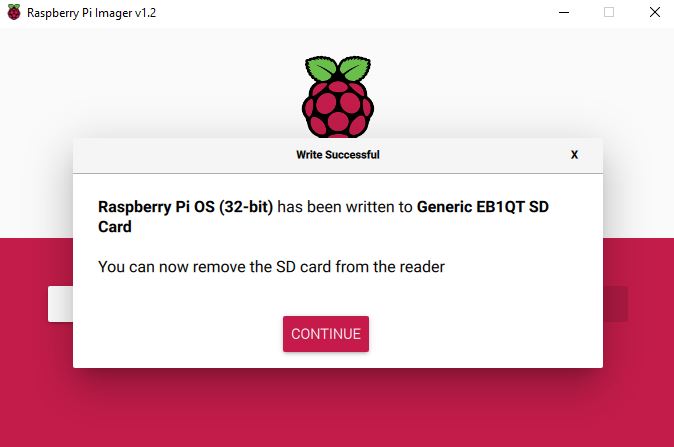 Raspberry Pi Imager v1.2
Write Successful
X
Raspberry Pi OS (32-bit) has been written to Generic EB1QT SD
Card
You can now remove the SD card from the reader
CONTINUE